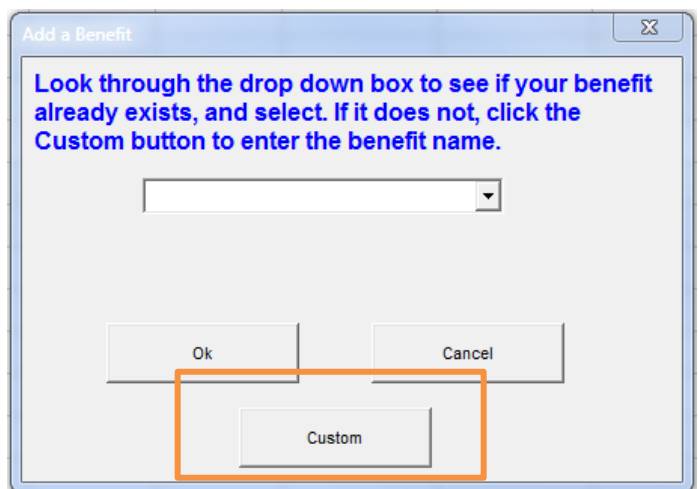 Add a Benefit
Look through the drop down box to see if your benefit
already exists, and select. If it does not, click the
Custom button to enter the benefit name.
Ok
Cancel
Custom